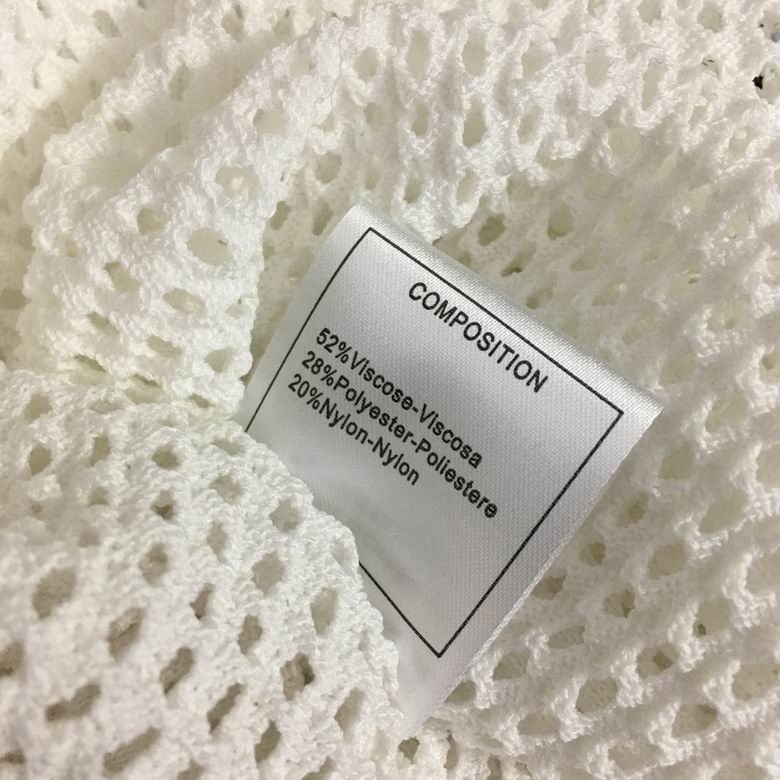 COMPOSITION
52%Viscose-Viscosa
28%Polyester-Poliestere
20%Nylon-Nylon